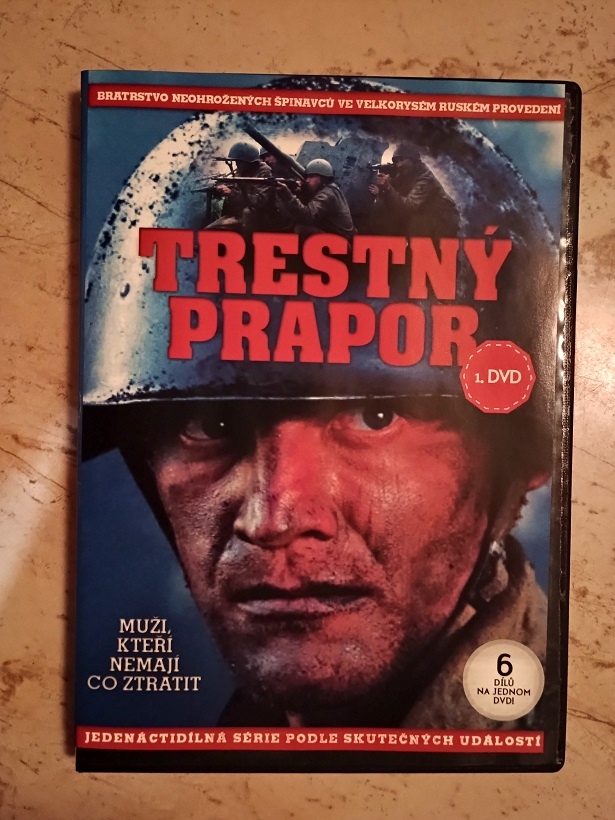 BRATRSTVO NEOHROŽENÝCH ŠPINAVCŮ VE VELKORYSÉM RUSKÉM PROVEDENÍ
TRESTNÝ
PRAPOR
1. DVD
MUŽI,
KTEŘÍ
NEMAJÍ
CO ZTRATIT
6
DÍLŮ
NA JEDNOM
DVD!
JEDENÁCTIDÍLNÁ SÉRIE PODLE SKUTEČNÝCH UDÁLOSTÍ